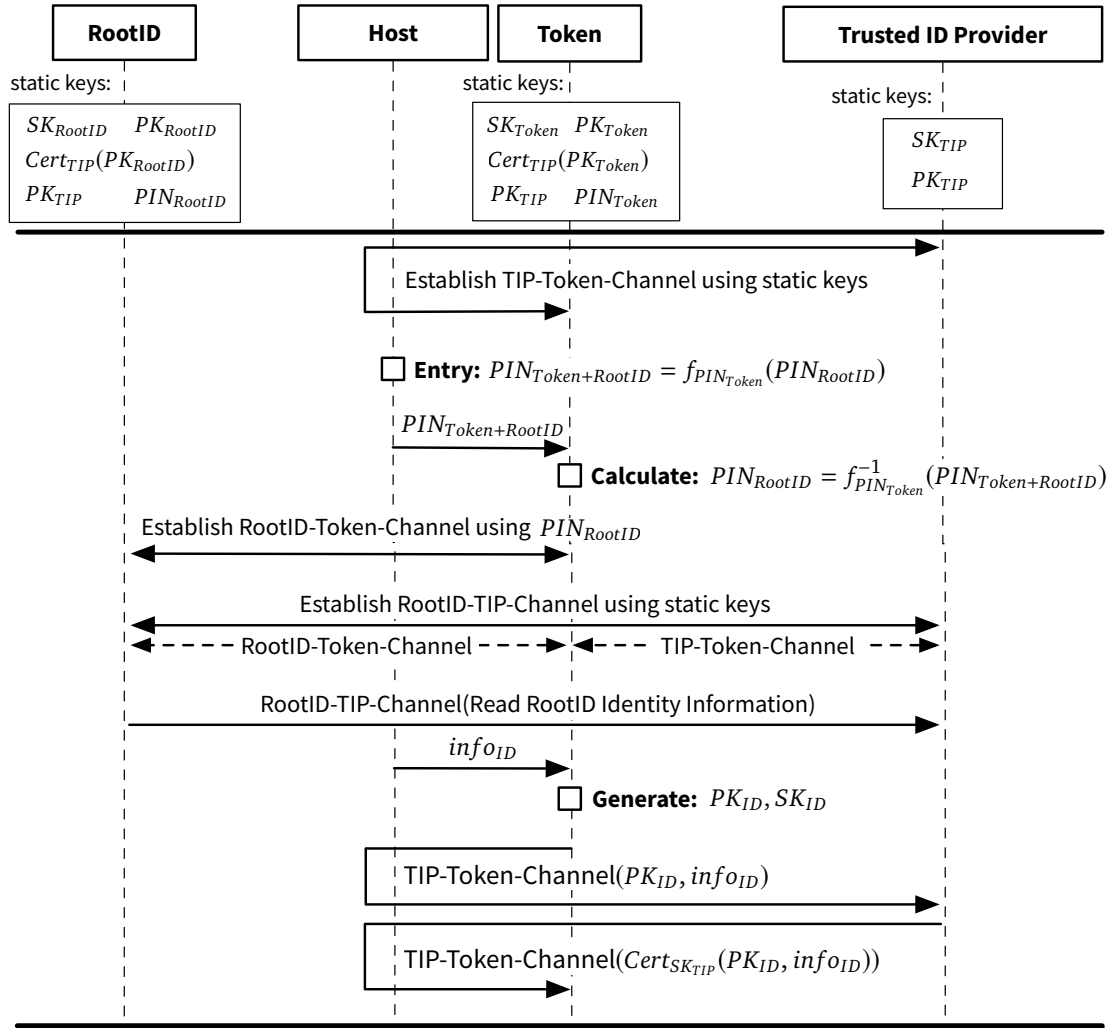 RootID Host Token Trusted ID Provider
static keys: static keys: static keys:
SK_RootID PK_RootID SK_Token PK_Token SK_TIP
Cert_TIP(PK_RootID) Cert_TIP(PK_Token) PK_TIP
PK_TIP PIN_RootID PK_TIP PIN_Token
Establish TIP-Token-Channel using static keys
Entry: PIN_Token+RootID = f_PIN_Token(PIN_RootID)
PIN_Token+RootID
Calculate: PIN_RootID = f^-1_PIN_Token(PIN_Token+RootID)
Establish RootID-Token-Channel using PIN_RootID
Establish RootID-TIP-Channel using static keys
RootID-Token-Channel TIP-Token-Channel
RootID-TIP-Channel(Read RootID Identity Information)
info_ID
Generate: PK_ID, SK_ID
TIP-Token-Channel(PK_ID, info_ID)
TIP-Token-Channel(Cert_SK_TIP(PK_ID, info_ID))